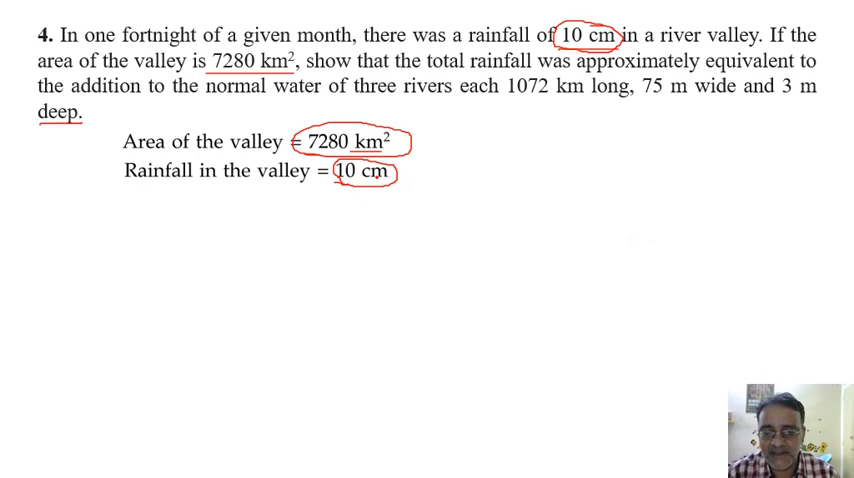 4. In one fortnight of a given month, there was a rainfall of 10 cm in a river valley. If the
area of the valley is 7280 km², show that the total rainfall was approximately equivalent to
the addition to the normal water of three rivers each 1072 km long, 75 m wide and 3 m
deep.
Area of the valley = 7280 km²
Rainfall in the valley = 10 cm